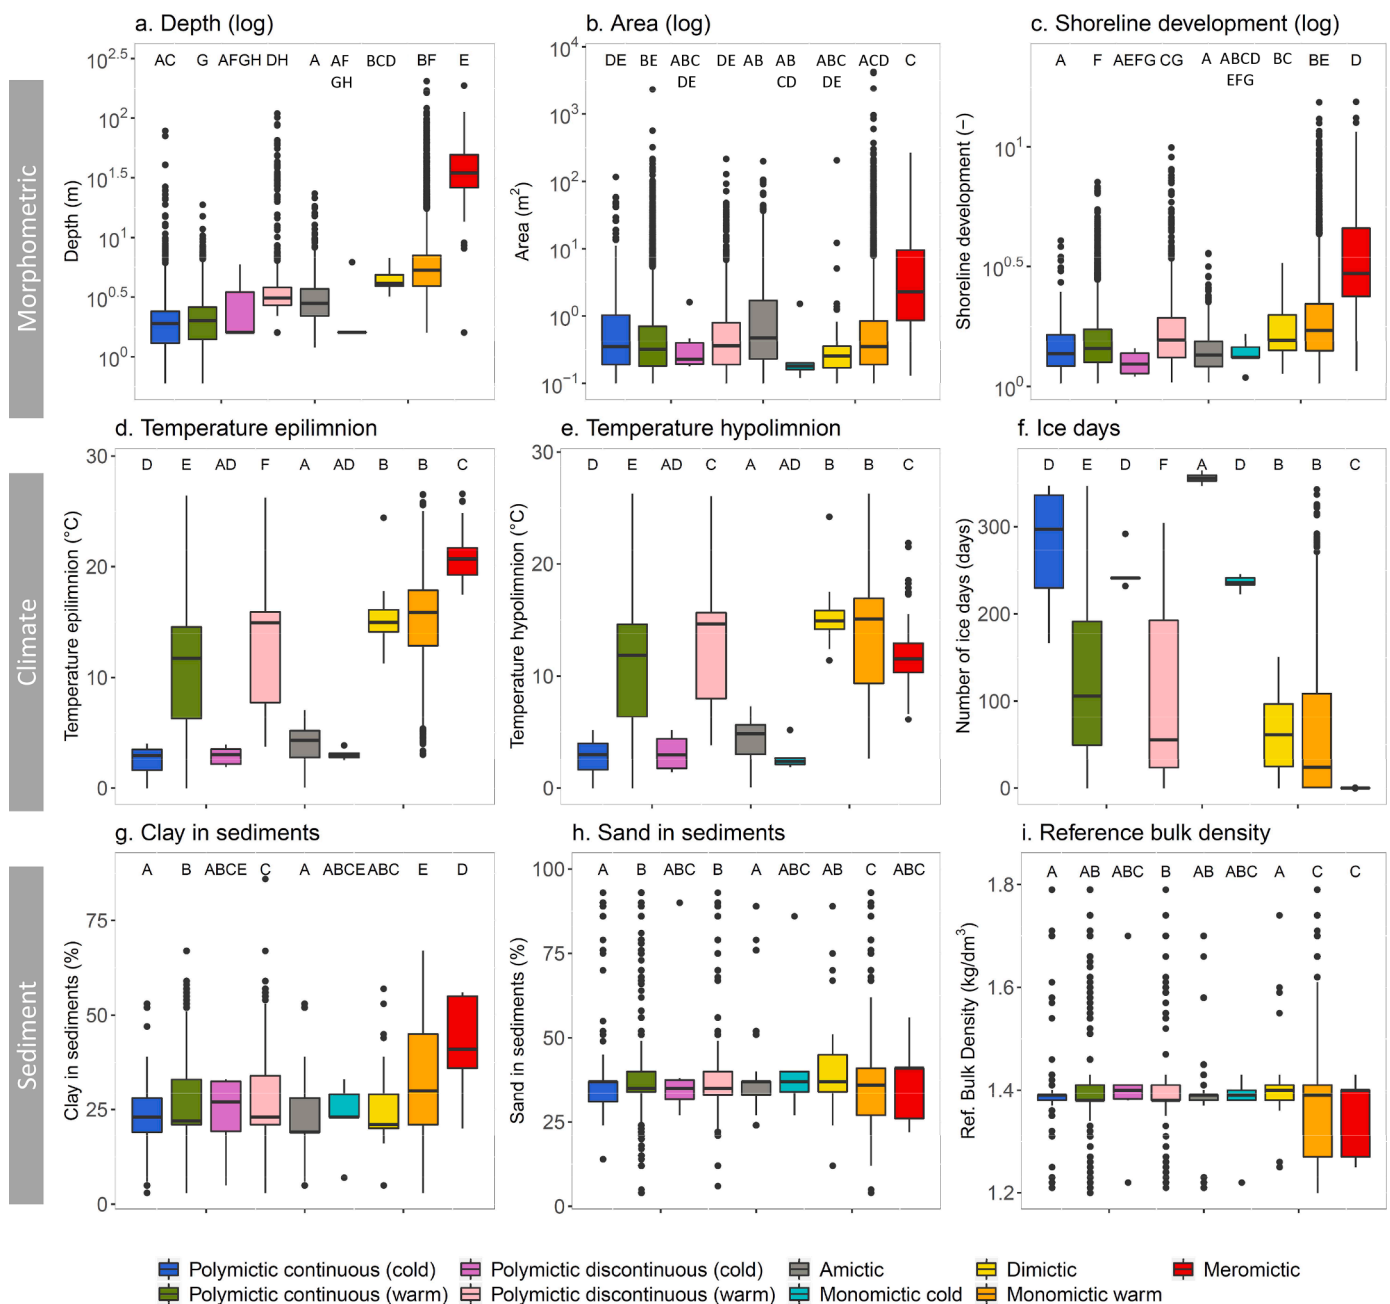 a. Depth (log)
b. Area (log)
c. Shoreline development (log)
Morphometric
Depth (m)
10^2.5
10^2
10^1.5
10^1
10^0.5
10^0
AC G AFGH DH A AF BCD BF E
GH
Area (m²)
10^4
10^3
10^2
10^1
10^0
10^−1
DE BE ABC DE AB AB ABC ACD C
DE CD DE
Shoreline development (−)
10^1
10^0.5
10^0
A F AEFG CG A ABCD BC BE D
EFG
d. Temperature epilimnion
e. Temperature hypolimnion
f. Ice days
Climate
Temperature epilimnion (°C)
30
20
10
0
D E AD F A AD B B C
Temperature hypolimnion (°C)
30
20
10
0
D E AD C A AD B B C
Number of ice days (days)
300
200
100
0
D E D F A D B B C
g. Clay in sediments
h. Sand in sediments
i. Reference bulk density
Sediment
Clay in sediments (%)
75
50
25
0
A B ABCE C A ABCE ABC E D
Sand in sediments (%)
100
75
50
25
0
A B ABC B A ABC AB C ABC
Ref. Bulk Density (kg/dm³)
1.8
1.6
1.4
1.2
A AB ABC B AB ABC A C C
Polymictic continuous (cold) Polymictic discontinuous (cold) Amictic Dimictic Meromictic
Polymictic continuous (warm) Polymictic discontinuous (warm) Monomictic cold Monomictic warm